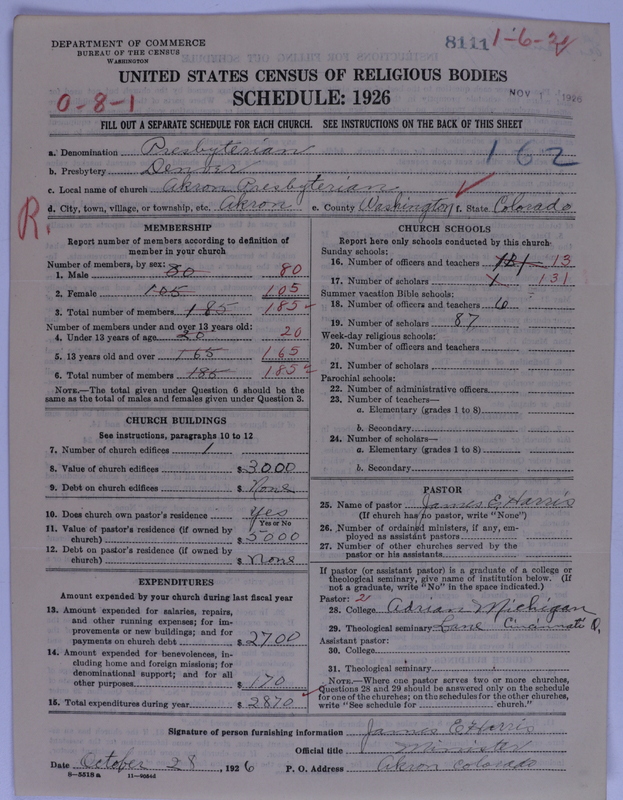 DEPARTMENT OF COMMERCE
BUREAU OF THE CENSUS
WASHINGTON
8111 1-6-2
UNITED STATES CENSUS OF RELIGIOUS BODIES
SCHEDULE: 1926
NOV 1926
0-8-1
FILL OUT A SEPARATE SCHEDULE FOR EACH CHURCH. SEE INSTRUCTIONS ON THE BACK OF THIS SHEET
a. Denomination Presbyterian
162
b. Presbytery Denver
c. Local name of church Akron Presbyterian
d. City, town, village, or township, etc. Akron e. County Washington f. State Colorado
R.
MEMBERSHIP
Report number of members according to definition of
member in your church
Number of members, by sex:
1. Male 80 80
2. Female 105 105
3. Total number of members 185 185
Number of members under and over 13 years old:
4. Under 13 years of age 20 20
5. 13 years old and over 165 165
6. Total number of members 185 185
NOTE.—The total given under Question 6 should be
same as the total of males and females given under Question 3.
CHURCH BUILDINGS
See instructions, paragraphs 10 to 12
7. Number of church edifices 1
8. Value of church edifices $ 3000
9. Debt on church edifices $ None
10. Does church own pastor's residence Yes
Yes or No
11. Value of pastor's residence (if owned by
church) $ 5000
12. Debt on pastor's residence (if owned by
church) $ None
EXPENDITURES
Amount expended by your church during last fiscal year
13. Amount expended for salaries, repairs,
and other running expenses; for im-
provements or new buildings; and for
payments on church debt $ 2700
14. Amount expended for benevolences, in-
cluding home and foreign missions; for
denominational support; and for all
other purposes $ 170
15. Total expenditures during year $ 2870
CHURCH SCHOOLS
Report here only schools conducted by this church
Sunday schools:
16. Number of officers and teachers 131 13
17. Number of scholars 131
Summer vacation Bible schools:
18. Number of officers and teachers 6
19. Number of scholars 87
Week-day religious schools:
20. Number of officers and teachers
21. Number of scholars
Parochial schools:
22. Number of administrative officers
23. Number of teachers—
a. Elementary (grades 1 to 8)
b. Secondary
24. Number of scholars—
a. Elementary (grades 1 to 8)
b. Secondary
PASTOR
25. Name of pastor James E. Harris
(If church has no pastor, write "None")
26. Number of ordained ministers, if any, em-
ployed as assistant pastors
27. Number of other churches served by the
pastor or his assistants
If pastor (or assistant pastor) is a graduate of a college or
theological seminary, give name of institution below. (If
not a graduate, write "No" in the space indicated.)
Pastor: 2
28. College Adrian Michigan
29. Theological seminary Lane Cincinnati O.
Assistant pastor:
30. College
31. Theological seminary
NOTE.—Where one pastor serves two or more churches,
Questions 28 and 29 should be answered only on the schedule
for one of the churches; on the schedules for the other churches,
write "See schedule for church."
Signature of person furnishing information James E Harris
Official title Minister
Date October 28, 1926 P. O. Address Akron Colorado
8-5518 a 11-9054d